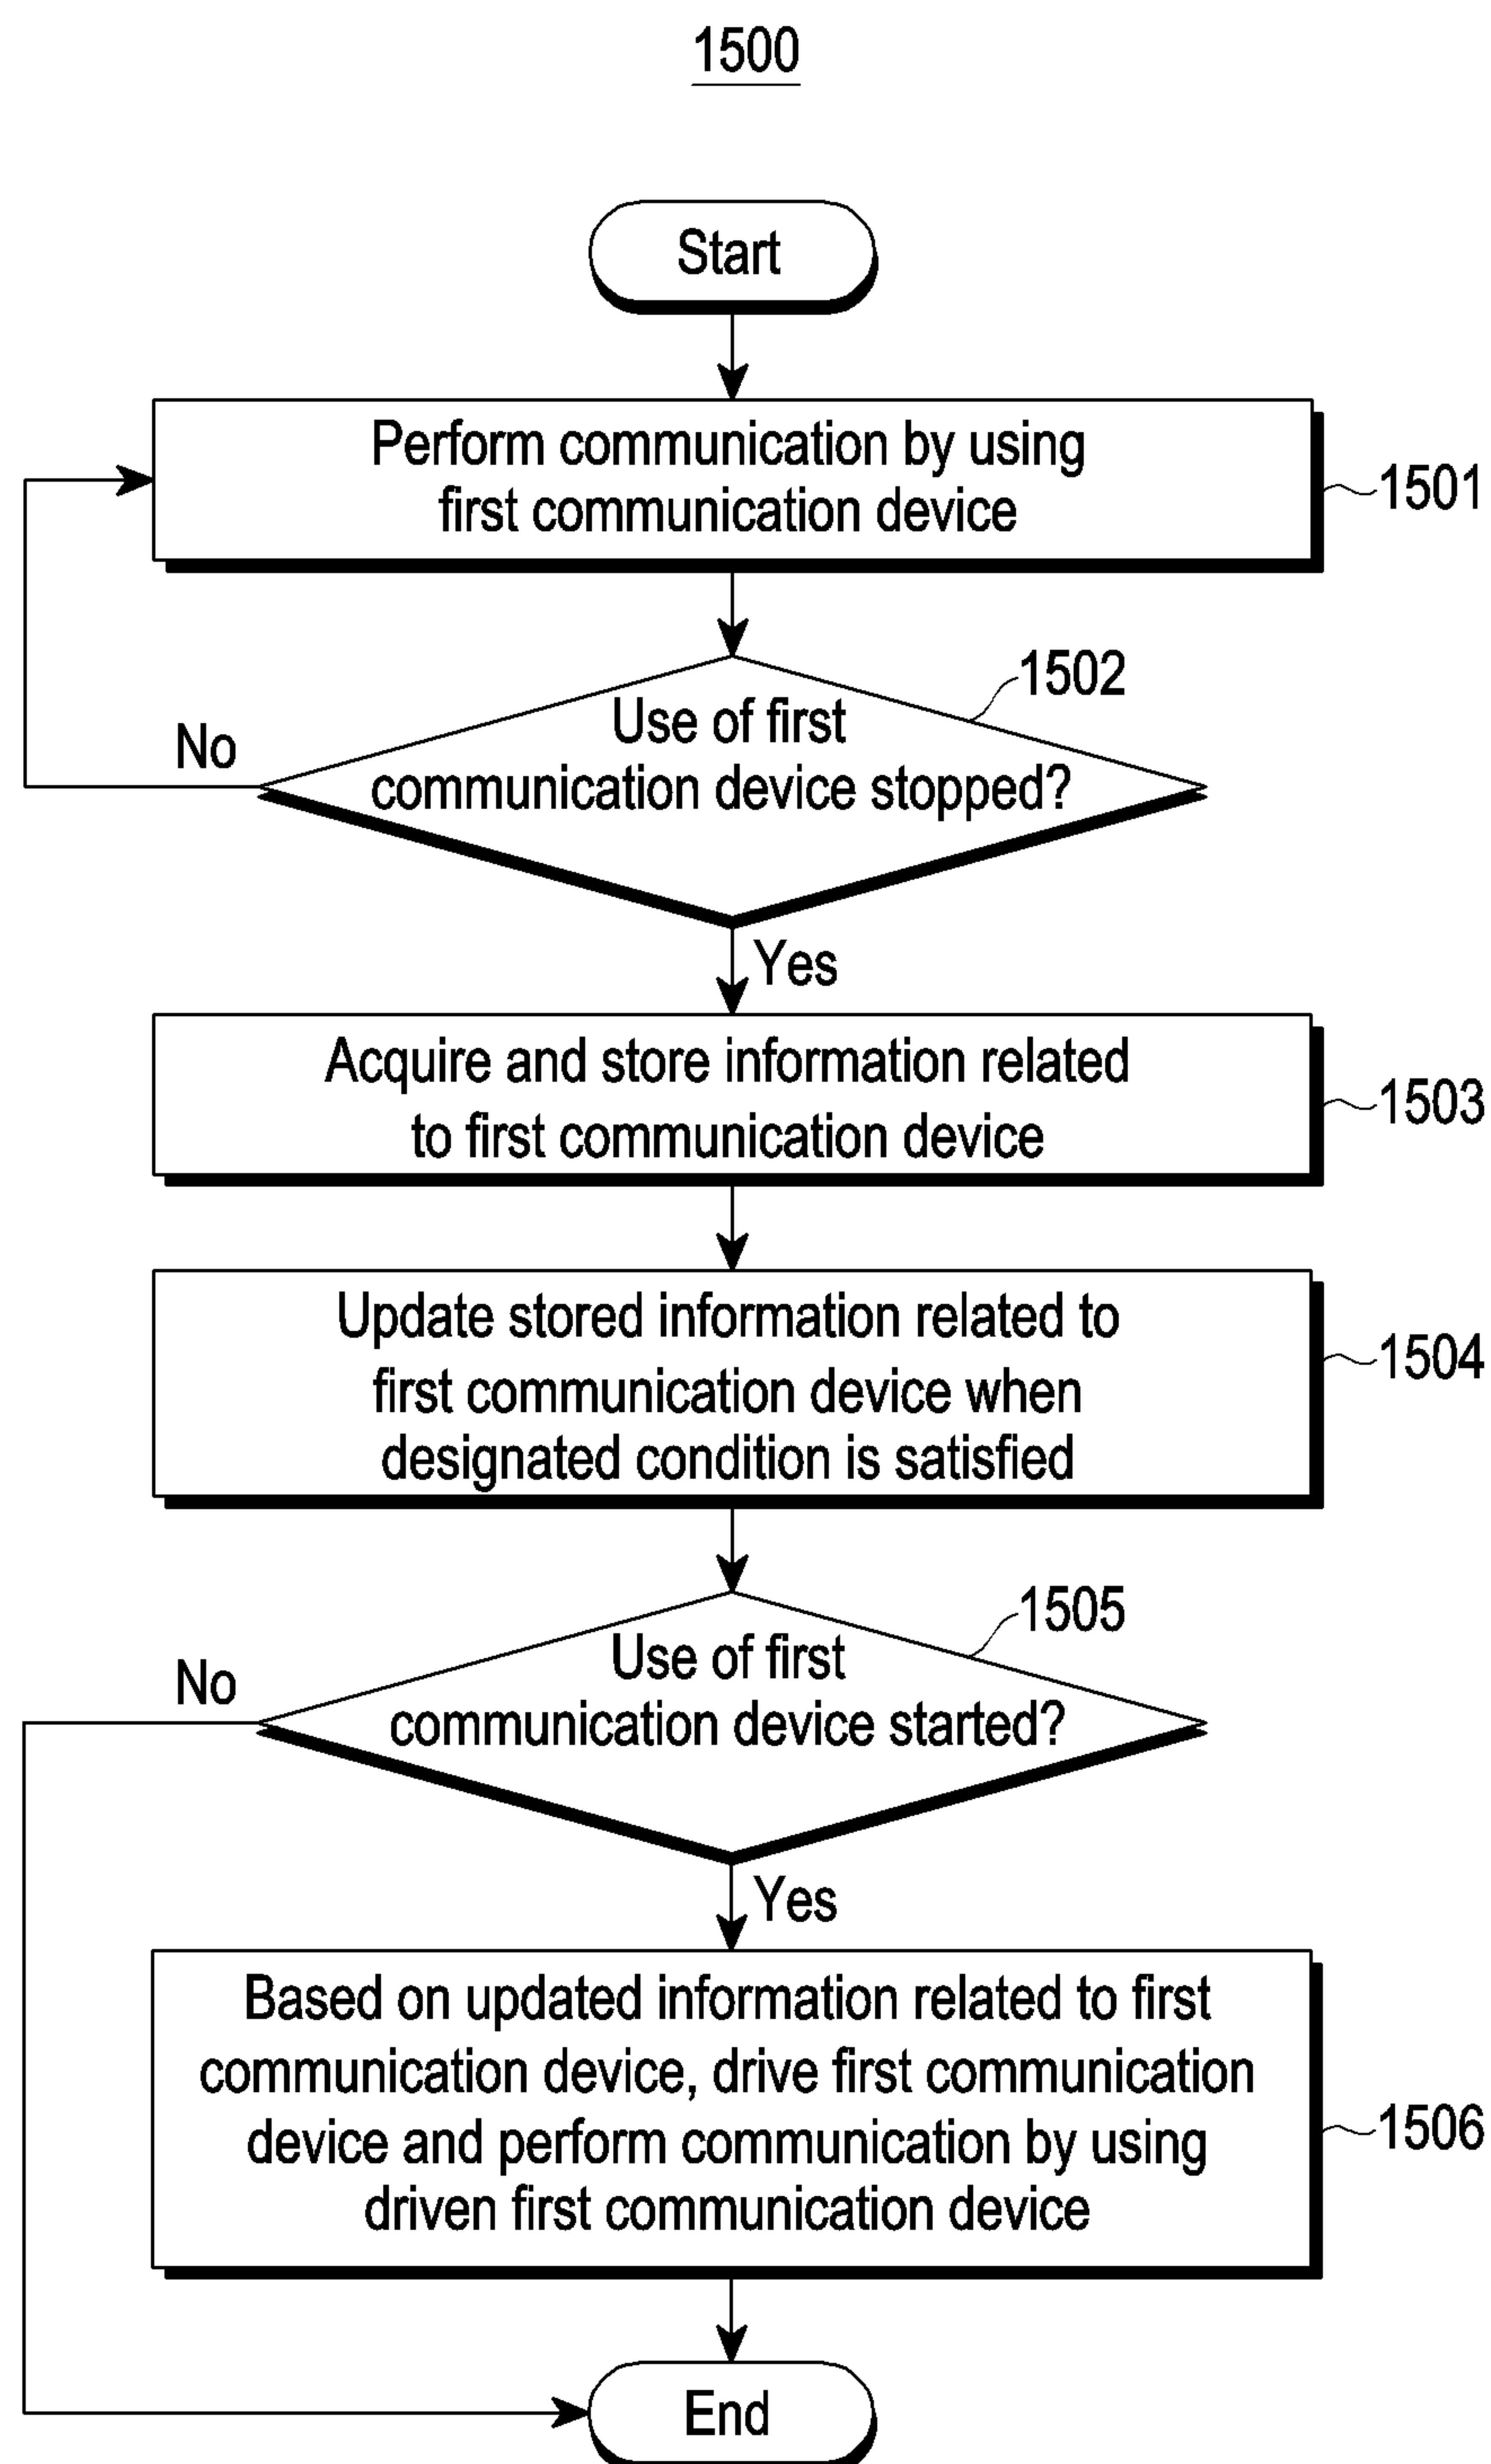 1500
Start
Perform communication by using
first communication device
1501
1502
Use of first
communication device stopped?
No
Yes
Acquire and store information related
to first communication device
1503
Update stored information related to
first communication device when
designated condition is satisfied
1504
1505
Use of first
communication device started?
No
Yes
Based on updated information related to first
communication device, drive first communication
device and perform communication by using
driven first communication device
1506
End